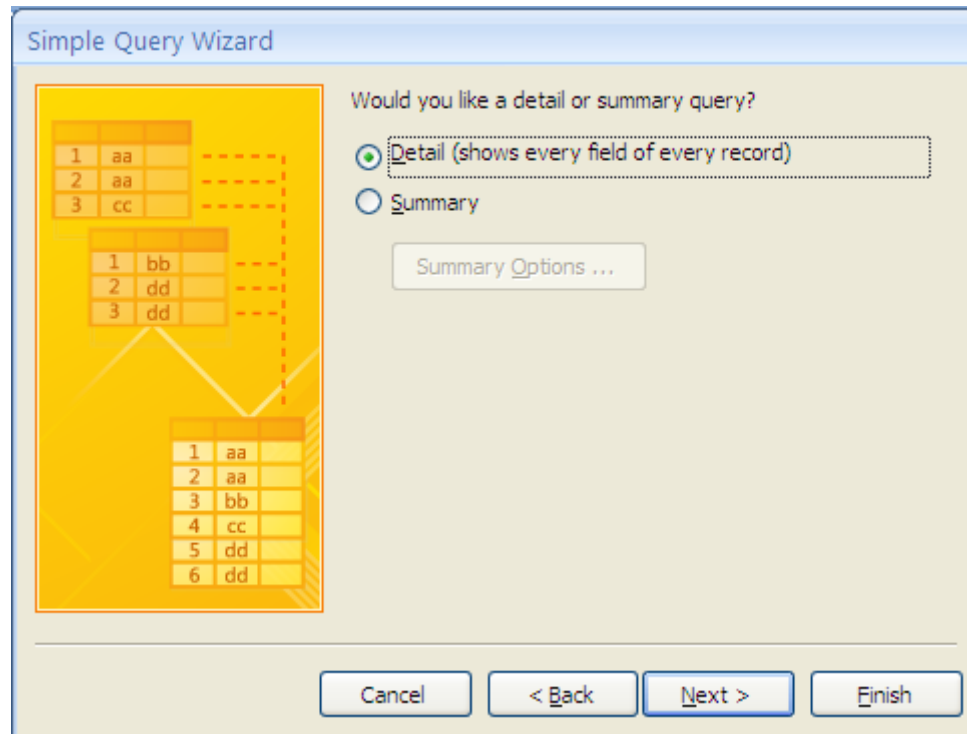 Simple Query Wizard
Would you like a detail or summary query?
Detail (shows every field of every record)
Summary
Summary Options ...
1 aa
2 aa
3 cc
1 bb
2 dd
3 dd
1 aa
2 aa
3 bb
4 cc
5 dd
6 dd
Cancel
< Back
Next >
Finish